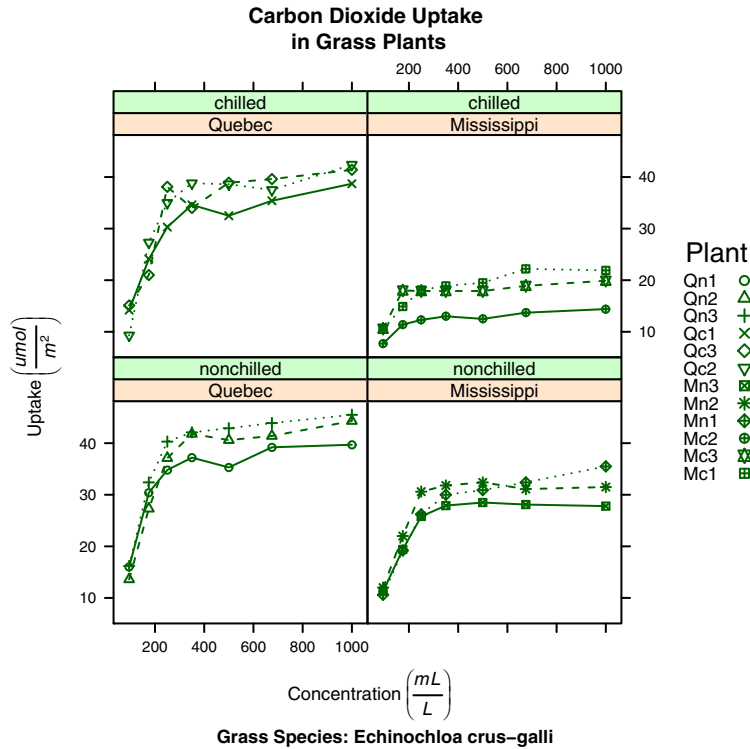 Carbon Dioxide Uptake
in Grass Plants
200 400 600 800 1000
chilled chilled
Quebec Mississippi
40
30
20
10
nonchilled nonchilled
Quebec Mississippi
40
30
20
10
200 400 600 800 1000
Uptake (umol/m²)
Concentration (mL/L)
Grass Species: Echinochloa crus−galli
Plant
Qn1
Qn2
Qn3
Qc1
Qc3
Qc2
Mn3
Mn2
Mn1
Mc2
Mc3
Mc1